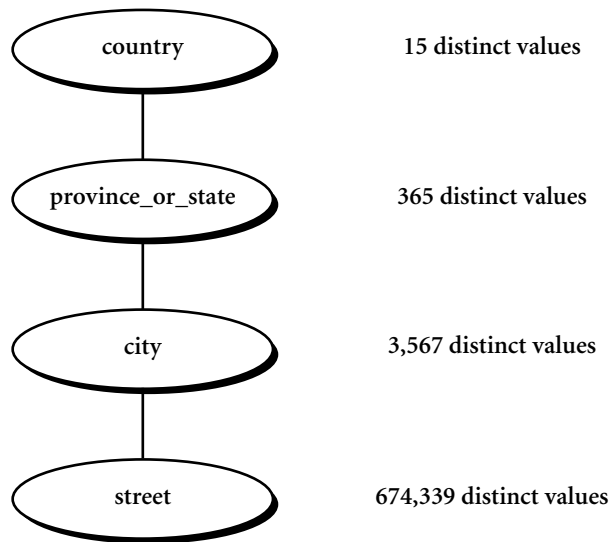 country 15 distinct values
province_or_state 365 distinct values
city 3,567 distinct values
street 674,339 distinct values